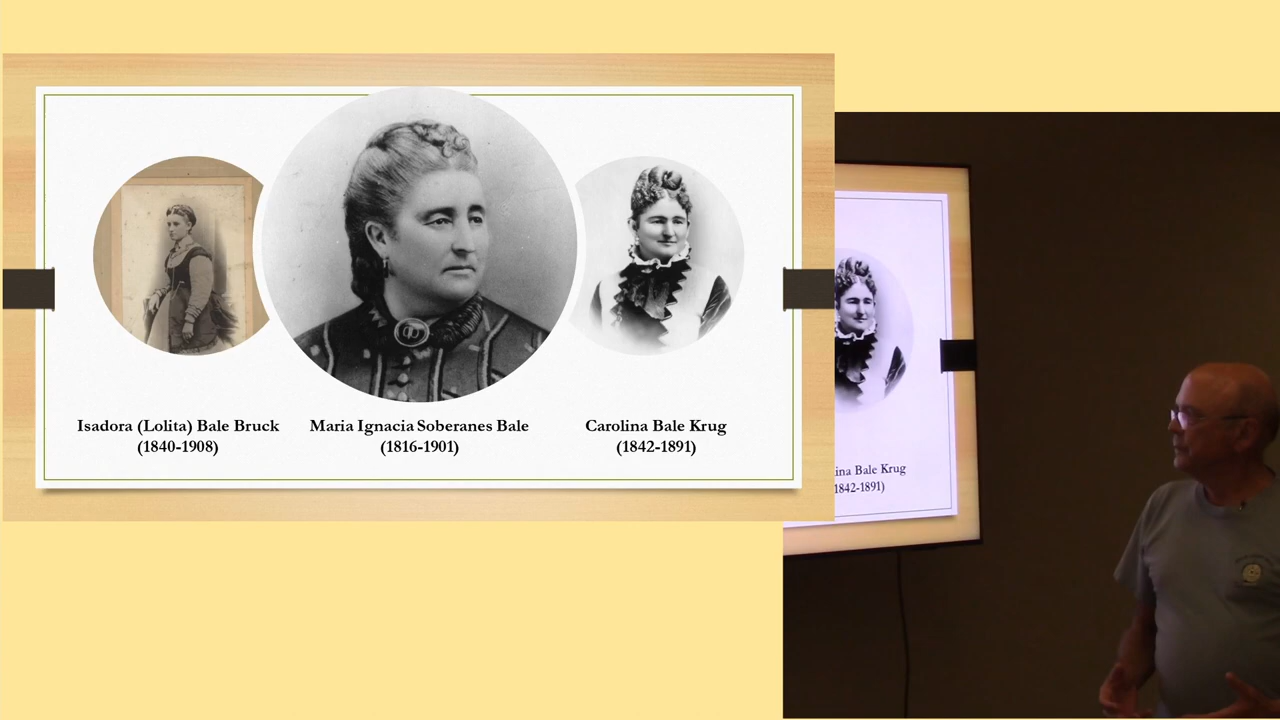 Isadora (Lolita) Bale Bruck
(1840-1908)
Maria Ignacia Soberanes Bale
(1816-1901)
Carolina Bale Krug
(1842-1891)
ina Bale Krug
1842-1891)